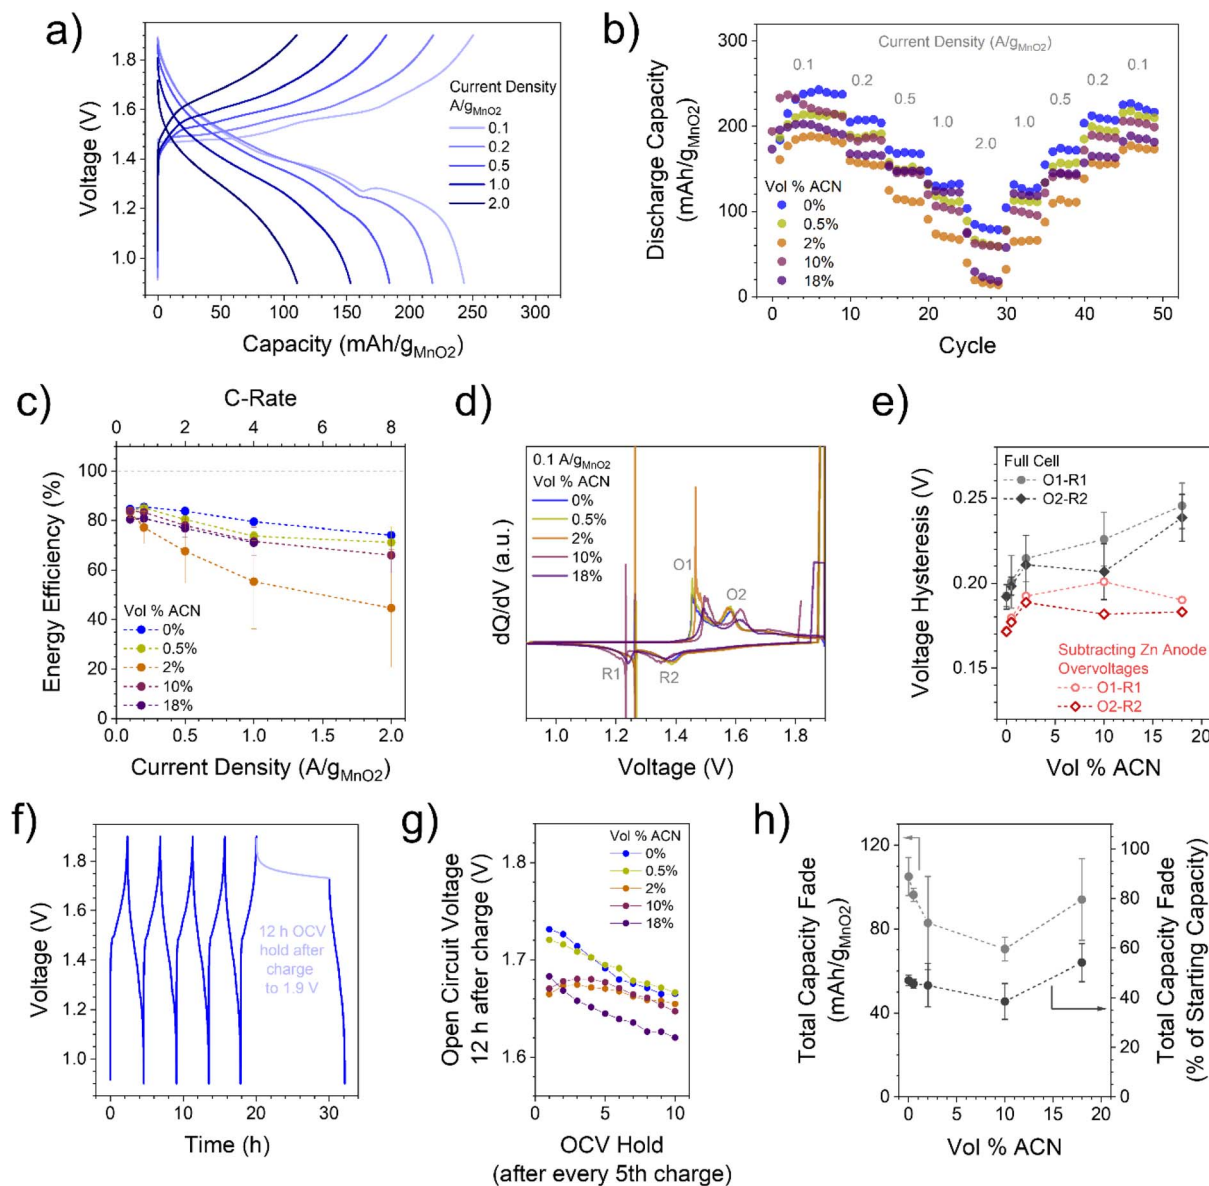 a)
Voltage (V)
1.8
1.6
1.4
1.2
1.0
0 50 100 150 200 250 300
Capacity (mAh/gMnO2)
Current Density
A/gMnO2
0.1
0.2
0.5
1.0
2.0
b)
Discharge Capacity
(mAh/gMnO2)
300
200
100
0
Current Density (A/gMnO2)
0.1
0.2
0.5
1.0
2.0
1.0
0.5
0.2
0.1
Vol % ACN
0%
0.5%
2%
10%
18%
0 10 20 30 40 50
Cycle
c)
C-Rate
0 2 4 6 8
Energy Efficiency (%)
100
80
60
40
20
0
Vol % ACN
0%
0.5%
2%
10%
18%
0.0 0.5 1.0 1.5 2.0
Current Density (A/gMnO2)
d)
dQ/dV (a.u.)
0.1 A/gMnO2
Vol % ACN
0%
0.5%
2%
10%
18%
O1
O2
R1
R2
1.0 1.2 1.4 1.6 1.8
Voltage (V)
e)
Voltage Hysteresis (V)
0.25
0.20
0.15
Full Cell
O1-R1
O2-R2
Subtracting Zn Anode
Overvoltages
O1-R1
O2-R2
0 5 10 15 20
Vol % ACN
f)
Voltage (V)
1.8
1.6
1.4
1.2
1.0
12 h OCV
hold after
charge
to 1.9 V
0 10 20 30
Time (h)
g)
Open Circuit Voltage
12 h after charge (V)
1.8
1.7
1.6
Vol % ACN
0%
0.5%
2%
10%
18%
0 2 4 6 8 10
OCV Hold
(after every 5th charge)
h)
Total Capacity Fade
(mAh/gMnO2)
120
80
40
0
0 5 10 15 20
Vol % ACN
100
80
60
40
20
0
Total Capacity Fade
(% of Starting Capacity)